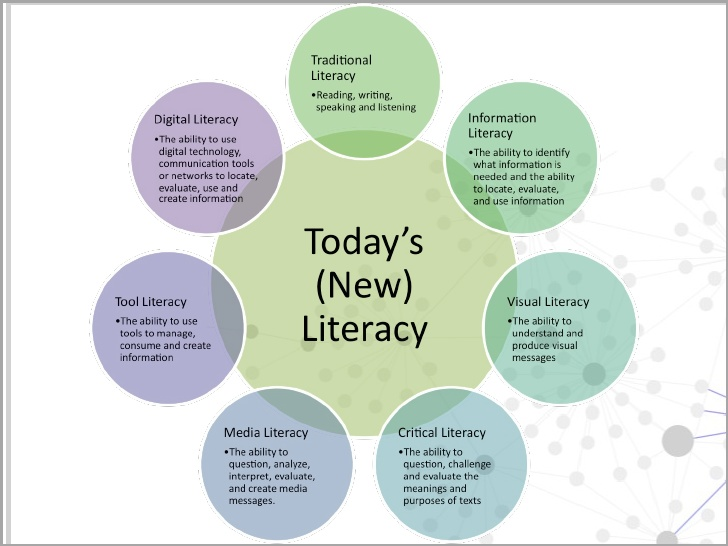 Traditional
Literacy
•Reading, writing,
speaking and listening
Information
Literacy
•The ability to identify
what information is
needed and the ability
to locate, evaluate,
and use information
Visual Literacy
•The ability to
understand and
produce visual
messages
Critical Literacy
•The ability to
question, challenge
and evaluate the
meanings and
purposes of texts
Media Literacy
•The ability to
question, analyze,
interpret, evaluate,
and create media
messages.
Tool Literacy
•The ability to use
tools to manage,
consume and create
information
Digital Literacy
•The ability to use
digital technology,
communication tools
or networks to locate,
evaluate, use and
create information
Today’s
(New)
Literacy